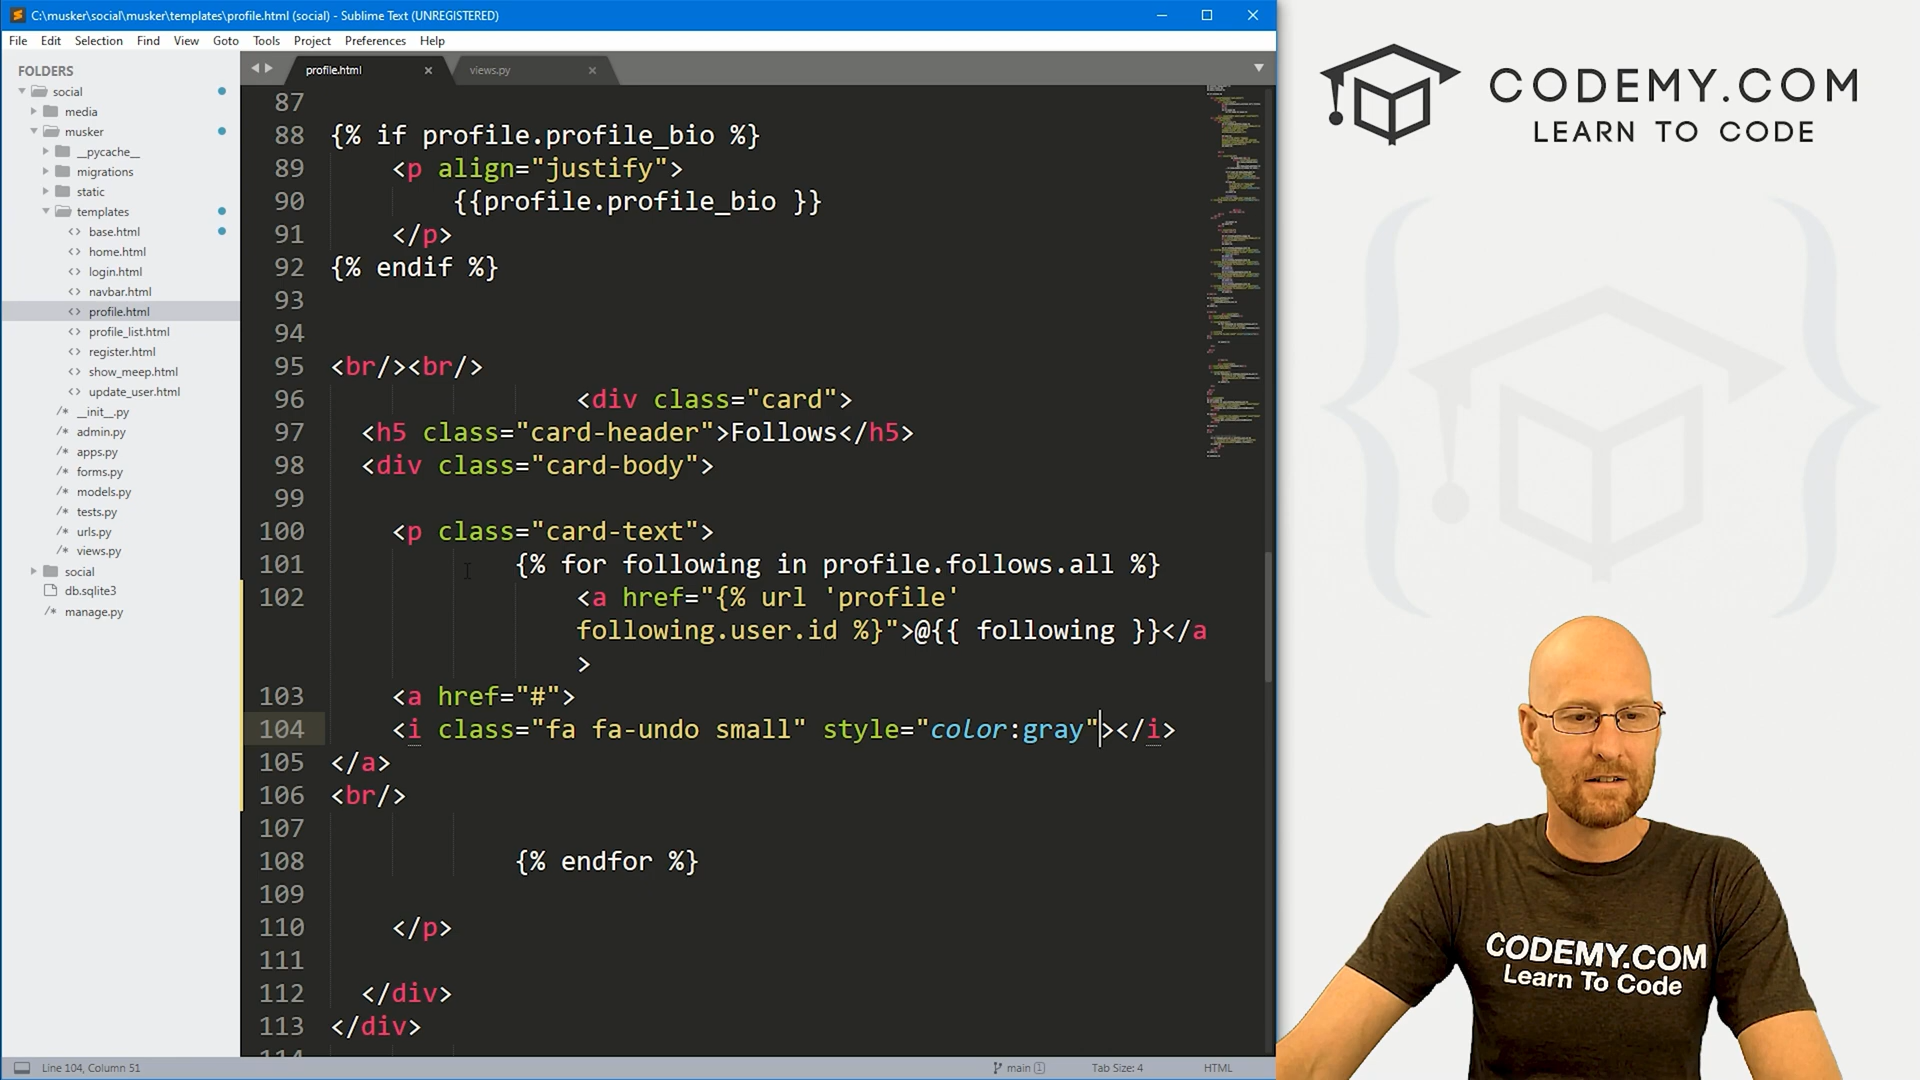 C:\musker\social\musker\templates\profile.html (social) - Sublime Text (UNREGISTERED)
File Edit Selection Find View Goto Tools Project Preferences Help
FOLDERS
social
media
musker
__pycache__
migrations
static
templates
base.html
home.html
login.html
navbar.html
profile.html
profile_list.html
register.html
show_meep.html
update_user.html
__init__.py
admin.py
apps.py
forms.py
models.py
tests.py
urls.py
views.py
social
db.sqlite3
manage.py
profile.html views.py
87
88 {% if profile.profile_bio %}
89 <p align="justify">
90 {{profile.profile_bio }}
91 </p>
92 {% endif %}
93
94
95 <br/><br/>
96 <div class="card">
97 <h5 class="card-header">Follows</h5>
98 <div class="card-body">
99
100 <p class="card-text">
101 {% for following in profile.follows.all %}
102 <a href="{% url 'profile'
following.user.id %}">@{{ following }}</a
>
103 <a href="#">
104 <i class="fa fa-undo small" style="color:gray"></i>
105 </a>
106 <br/>
107
108 {% endfor %}
109
110 </p>
111
112 </div>
113 </div>
Line 104, Column 51
main 1
Tab Size: 4
HTML
CODEMY.COM
LEARN TO CODE
CODEMY.COM
Learn To Code